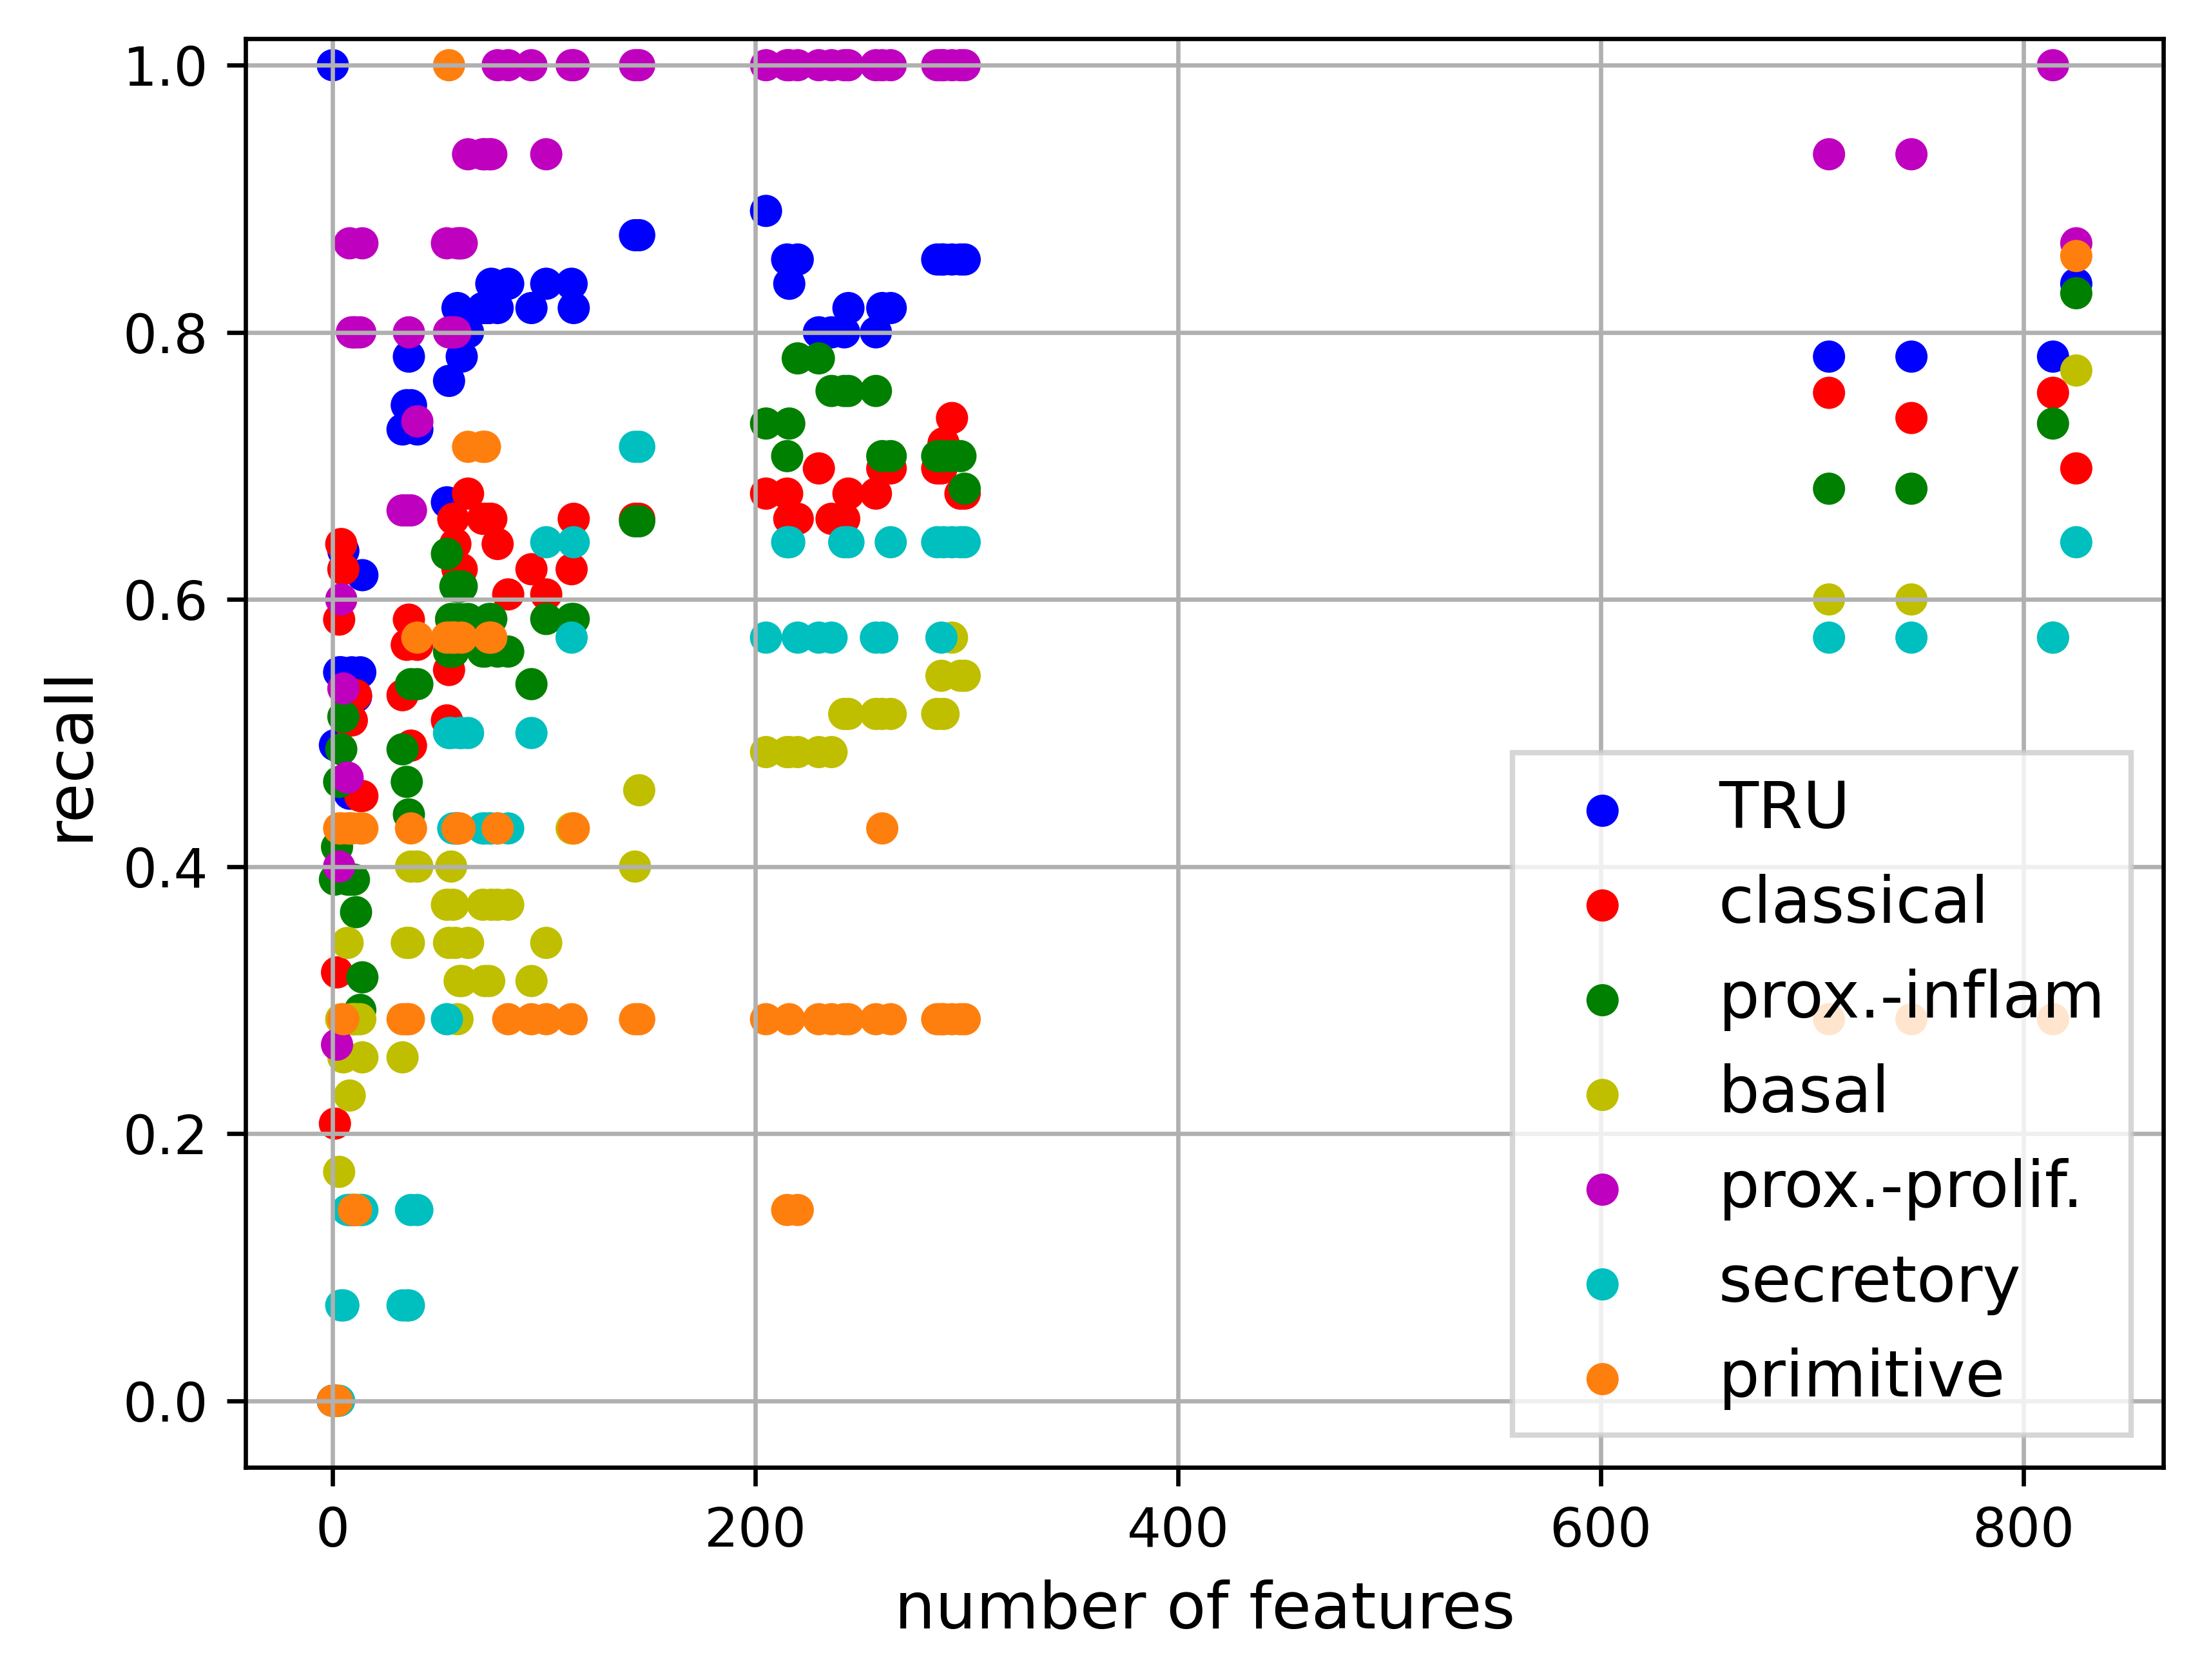 1.0
0.8
0.6
0.4
0.2
0.0
recall
TRU
classical
prox.-inflam
basal
prox.-prolif.
secretory
primitive
0 200 400 600 800
number of features